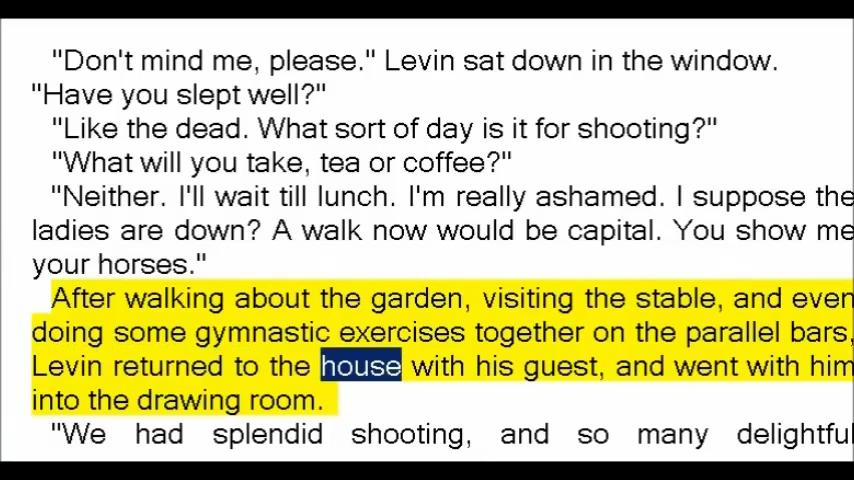 "Don't mind me, please." Levin sat down in the window.
"Have you slept well?"
"Like the dead. What sort of day is it for shooting?"
"What will you take, tea or coffee?"
"Neither. I'll wait till lunch. I'm really ashamed. I suppose the
ladies are down? A walk now would be capital. You show me
your horses."
After walking about the garden, visiting the stable, and even
doing some gymnastic exercises together on the parallel bars,
Levin returned to the house with his guest, and went with him
into the drawing room.
"We had splendid shooting, and so many delightful